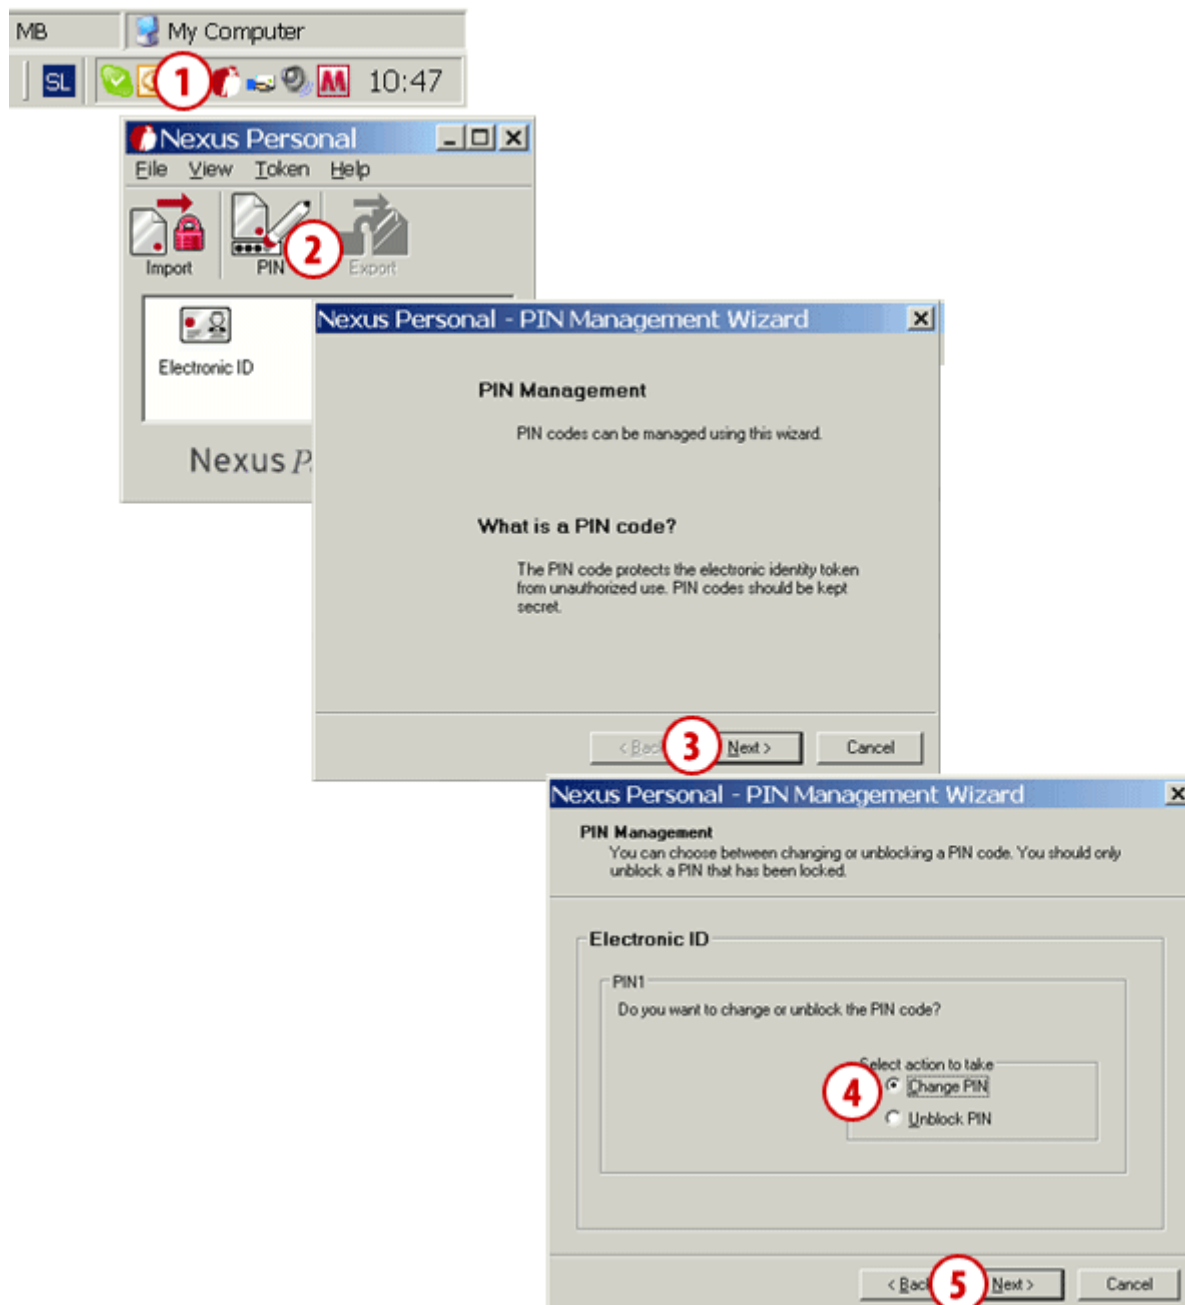 MB
My Computer
SL
1
10:47
Nexus Personal
File View Token Help
2
Import PIN Export
Electronic ID
Nexus
Nexus Personal - PIN Management Wizard
PIN Management
PIN codes can be managed using this wizard.
What is a PIN code?
The PIN code protects the electronic identity token
from unauthorized use. PIN codes should be kept
secret.
< Bac 3 Next > Cancel
Nexus Personal - PIN Management Wizard
PIN Management
You can choose between changing or unblocking a PIN code. You should only
unblock a PIN that has been locked.
Electronic ID
PIN1
Do you want to change or unblock the PIN code?
Select action to take
4
Change PIN
Unblock PIN
< Bac 5 Next > Cancel